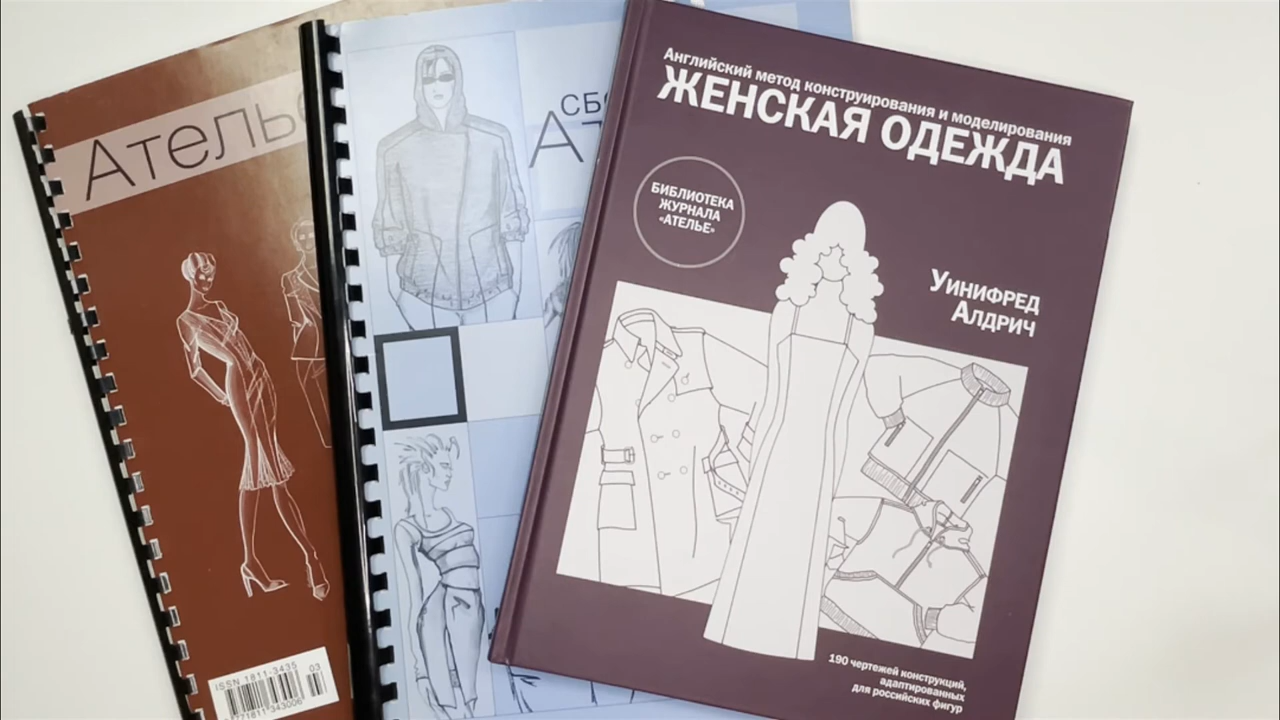 Ателье
ISSN 1811-3435
03
СБО
АТ
Английский метод конструирования и моделирования
ЖЕНСКАЯ ОДЕЖДА
БИБЛИОТЕКА
ЖУРНАЛА
«АТЕЛЬЕ»
Уинифред
Алдрич
190 чертежей конструкций,
адаптированных
для российских фигур